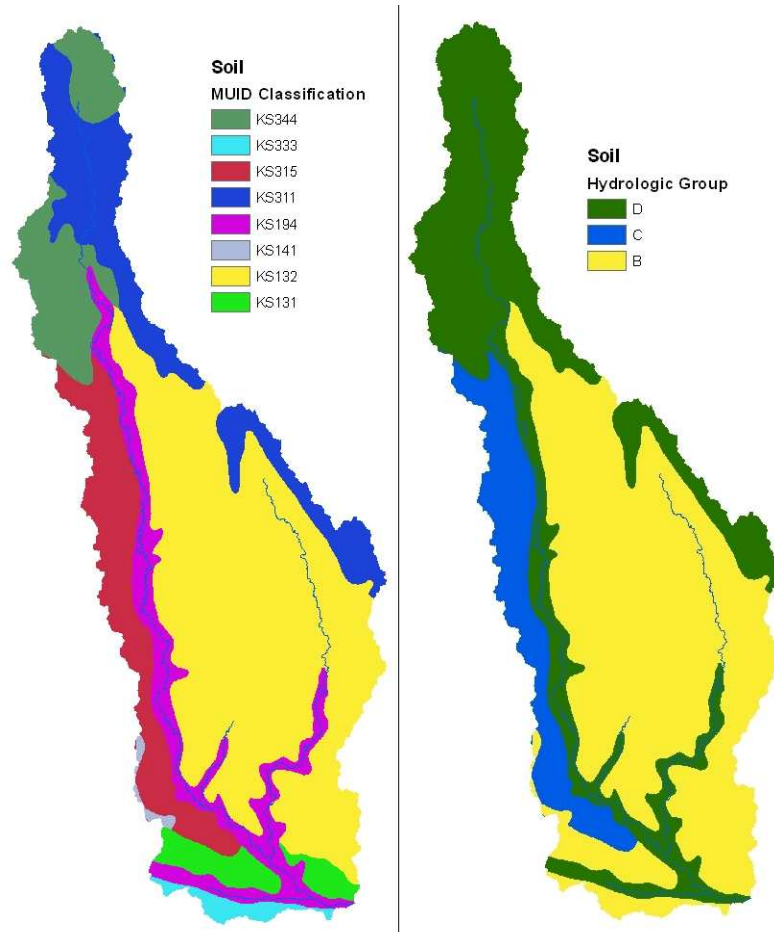 Soil
MUID Classification
KS344
KS333
KS315
KS311
KS194
KS141
KS132
KS131
Soil
Hydrologic Group
D
C
B